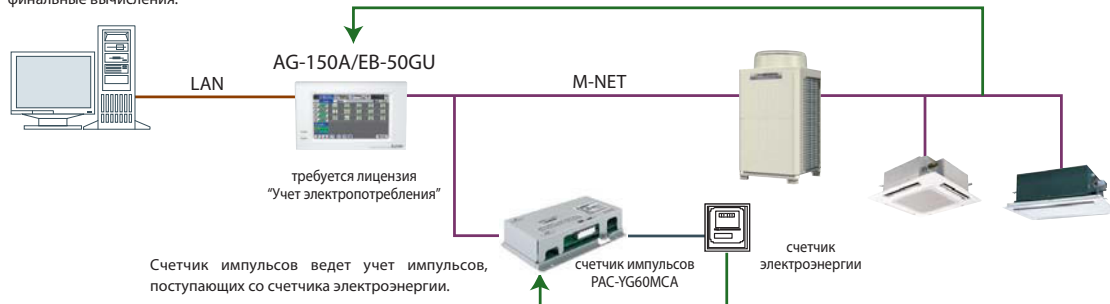 финальные вычисления.
AG-150A/EB-50GU
LAN
M-NET
требуется лицензия
"Учет электропотребления"
Счетчик импульсов ведет учет импульсов,
поступающих со счетчика электроэнергии.
счетчик импульсов
PAC-YG60MCA
счетчик
электроэнергии